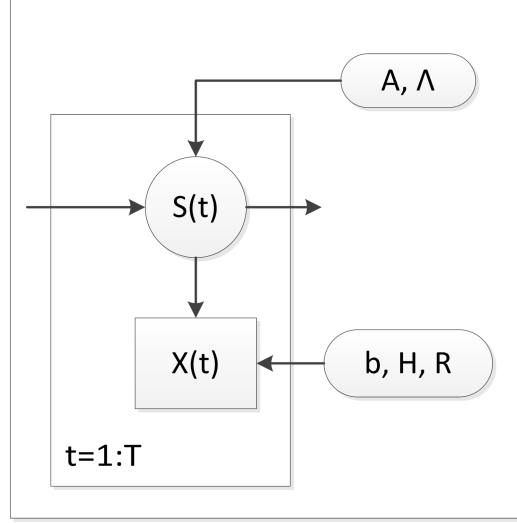 A, Λ
S(t)
X(t)
b, H, R
t=1:T